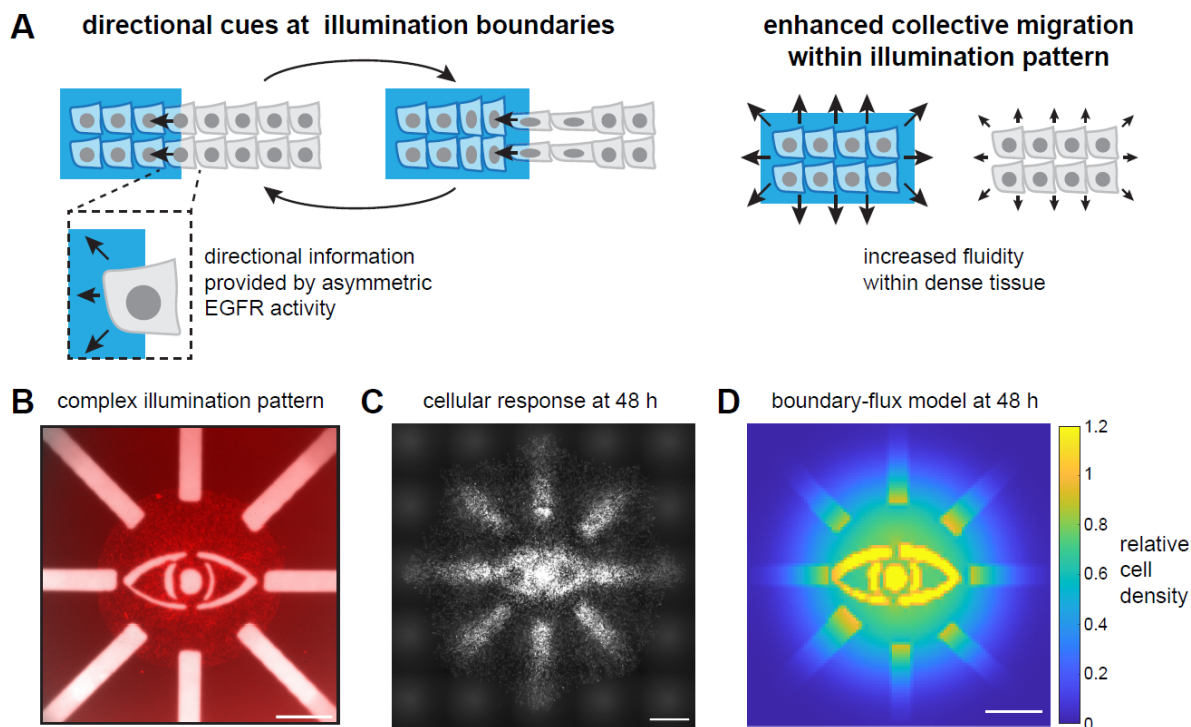 A
directional cues at illumination boundaries
enhanced collective migration
within illumination pattern
directional information
provided by asymmetric
EGFR activity
increased fluidity
within dense tissue
B complex illumination pattern
C cellular response at 48 h
D boundary-flux model at 48 h
1.2
1
0.8
0.6
0.4
0.2
0
relative
cell
density